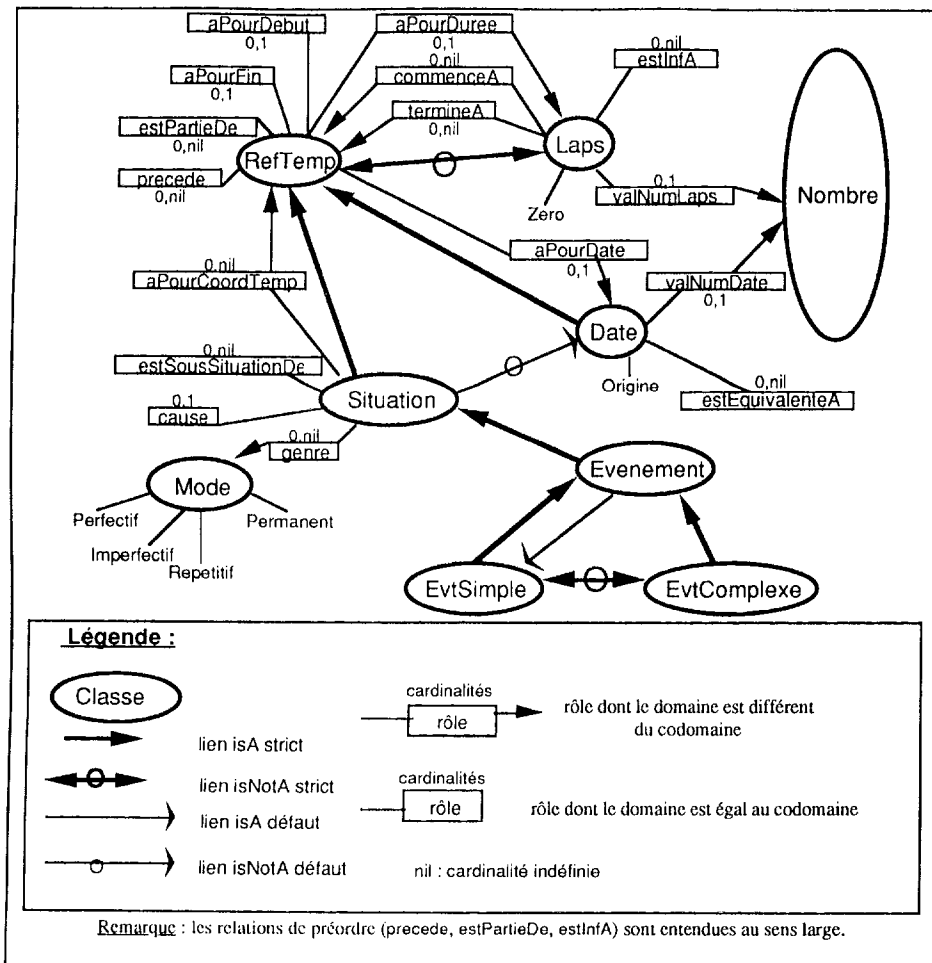 aPourDebut
0,1
aPourDuree
0,1
0,nil
estInfA
aPourFin
0,1
0,nil
commenceA
termineA
0,nil
estPartieDe
0,nil
RefTemp
Laps
precede
0,nil
Zero
0,1
valNumLaps
Nombre
aPourDate
0,1
0,nil
aPourCoordTemp
valNumDate
0,1
Date
0,nil
estSousSituationDe
Origine
0,nil
estEquivalenteA
Situation
0,1
cause
0,nil
genre
Evenement
Mode
Perfectif
Permanent
Imperfectif
Repetitif
EvtSimple
EvtComplexe
Légende :
Classe
cardinalités
rôle
rôle dont le domaine est différent
du codomaine
lien isA strict
lien isNotA strict
cardinalités
rôle
rôle dont le domaine est égal au codomaine
lien isA défaut
lien isNotA défaut
nil : cardinalité indéfinie
Remarque : les relations de préordre (precede, estPartieDe, estInfA) sont entendues au sens large.